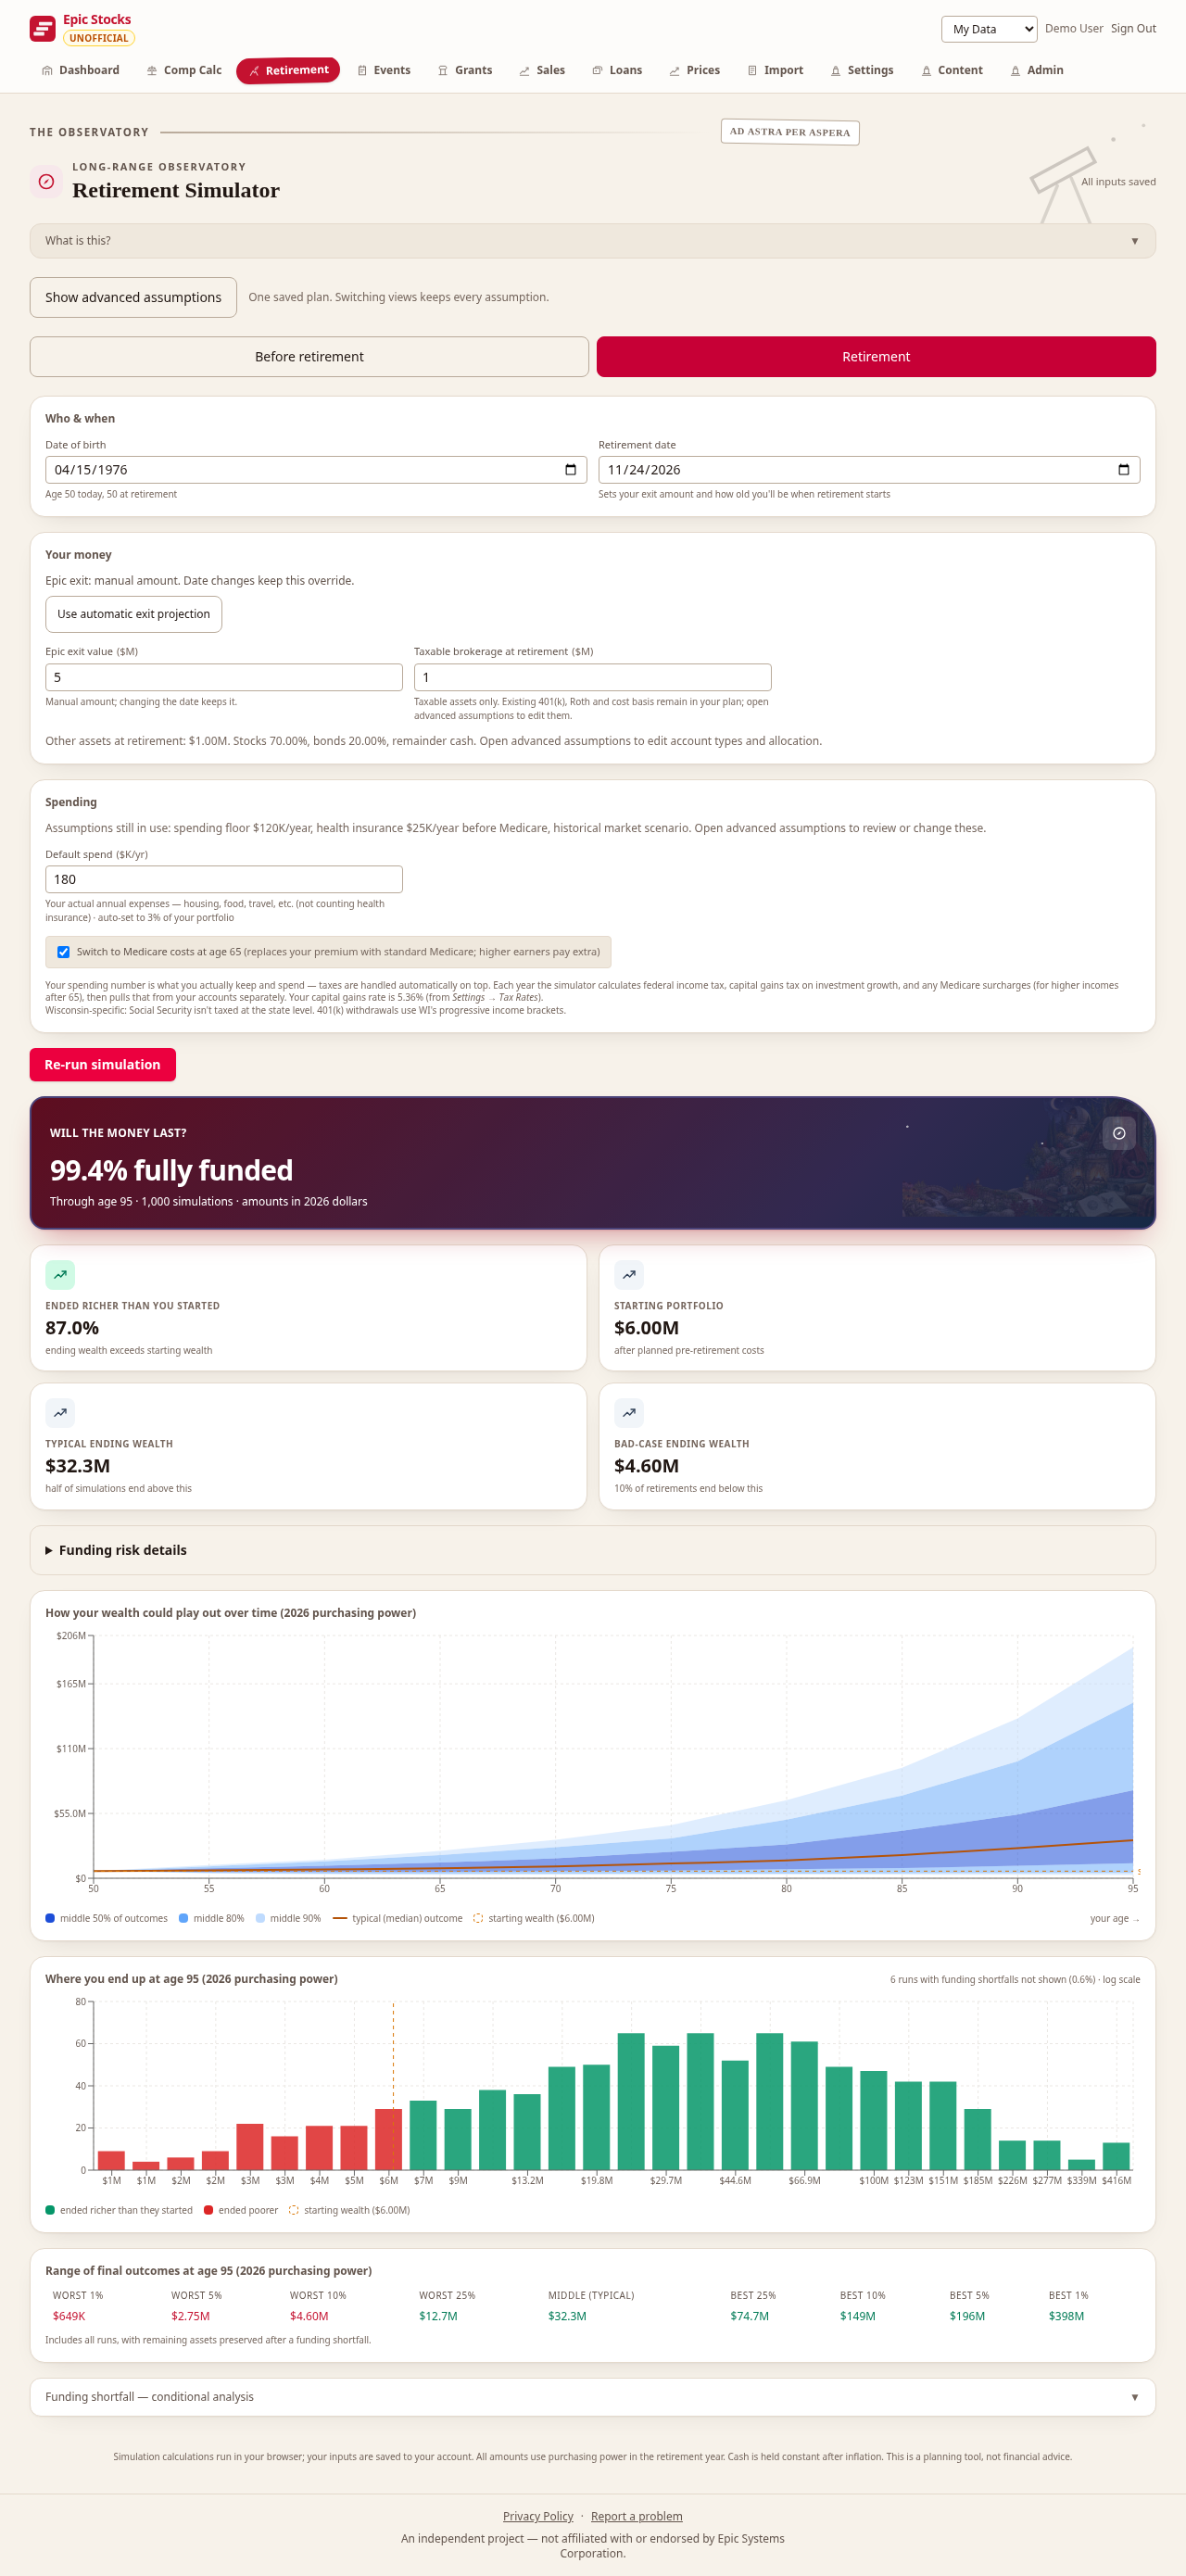 Epic Stocks
UNOFFICIAL
My Data
Demo User
Sign Out
Dashboard
Comp Calc
Retirement
Events
Grants
Sales
Loans
Prices
Import
Settings
Content
Admin
THE OBSERVATORY
AD ASTRA PER ASPERA
LONG-RANGE OBSERVATORY
Retirement Simulator
All inputs saved
What is this?
Show advanced assumptions
One saved plan. Switching views keeps every assumption.
Before retirement
Retirement
Who & when
Date of birth
04/15/1976
Age 50 today, 50 at retirement
Retirement date
11/24/2026
Sets your exit amount and how old you'll be when retirement starts
Your money
Epic exit: manual amount. Date changes keep this override.
Use automatic exit projection
Epic exit value ($M)
5
Manual amount; changing the date keeps it.
Taxable brokerage at retirement ($M)
1
Taxable assets only. Existing 401(k), Roth and cost basis remain in your plan; open
advanced assumptions to edit them.
Other assets at retirement: $1.00M. Stocks 70.00%, bonds 20.00%, remainder cash. Open advanced assumptions to edit account types and allocation.
Spending
Assumptions still in use: spending floor $120K/year, health insurance $25K/year before Medicare, historical market scenario. Open advanced assumptions to review or change these.
Default spend ($K/yr)
180
Your actual annual expenses — housing, food, travel, etc. (not counting health
insurance) · auto-set to 3% of your portfolio
Switch to Medicare costs at age 65 (replaces your premium with standard Medicare; higher earners pay extra)
Your spending number is what you actually keep and spend — taxes are handled automatically on top. Each year the simulator calculates federal income tax, capital gains tax on investment growth, and any Medicare surcharges (for higher incomes
after 65), then pulls that from your accounts separately. Your capital gains rate is 5.36% (from Settings → Tax Rates).
Wisconsin-specific: Social Security isn't taxed at the state level. 401(k) withdrawals use WI's progressive income brackets.
Re-run simulation
WILL THE MONEY LAST?
99.4% fully funded
Through age 95 · 1,000 simulations · amounts in 2026 dollars
ENDED RICHER THAN YOU STARTED
87.0%
ending wealth exceeds starting wealth
STARTING PORTFOLIO
$6.00M
after planned pre-retirement costs
TYPICAL ENDING WEALTH
$32.3M
half of simulations end above this
BAD-CASE ENDING WEALTH
$4.60M
10% of retirements end below this
Funding risk details
How your wealth could play out over time (2026 purchasing power)
$206M
$165M
$110M
$55.0M
$0
50 55 60 65 70 75 80 85 90 95
middle 50% of outcomes
middle 80%
middle 90%
typical (median) outcome
starting wealth ($6.00M)
your age →
Where you end up at age 95 (2026 purchasing power)
6 runs with funding shortfalls not shown (0.6%) · log scale
80
60
40
20
0
$1M $1M $2M $2M $3M $3M $4M $5M $6M $7M $9M $13.2M $19.8M $29.7M $44.6M $66.9M $100M $123M $151M $185M $226M $277M $339M $416M
ended richer than they started
ended poorer
starting wealth ($6.00M)
Range of final outcomes at age 95 (2026 purchasing power)
WORST 1% WORST 5% WORST 10% WORST 25% MIDDLE (TYPICAL) BEST 25% BEST 10% BEST 5% BEST 1%
$649K $2.75M $4.60M $12.7M $32.3M $74.7M $149M $196M $398M
Includes all runs, with remaining assets preserved after a funding shortfall.
Funding shortfall — conditional analysis
Simulation calculations run in your browser; your inputs are saved to your account. All amounts use purchasing power in the retirement year. Cash is held constant after inflation. This is a planning tool, not financial advice.
Privacy Policy · Report a problem
An independent project — not affiliated with or endorsed by Epic Systems
Corporation.